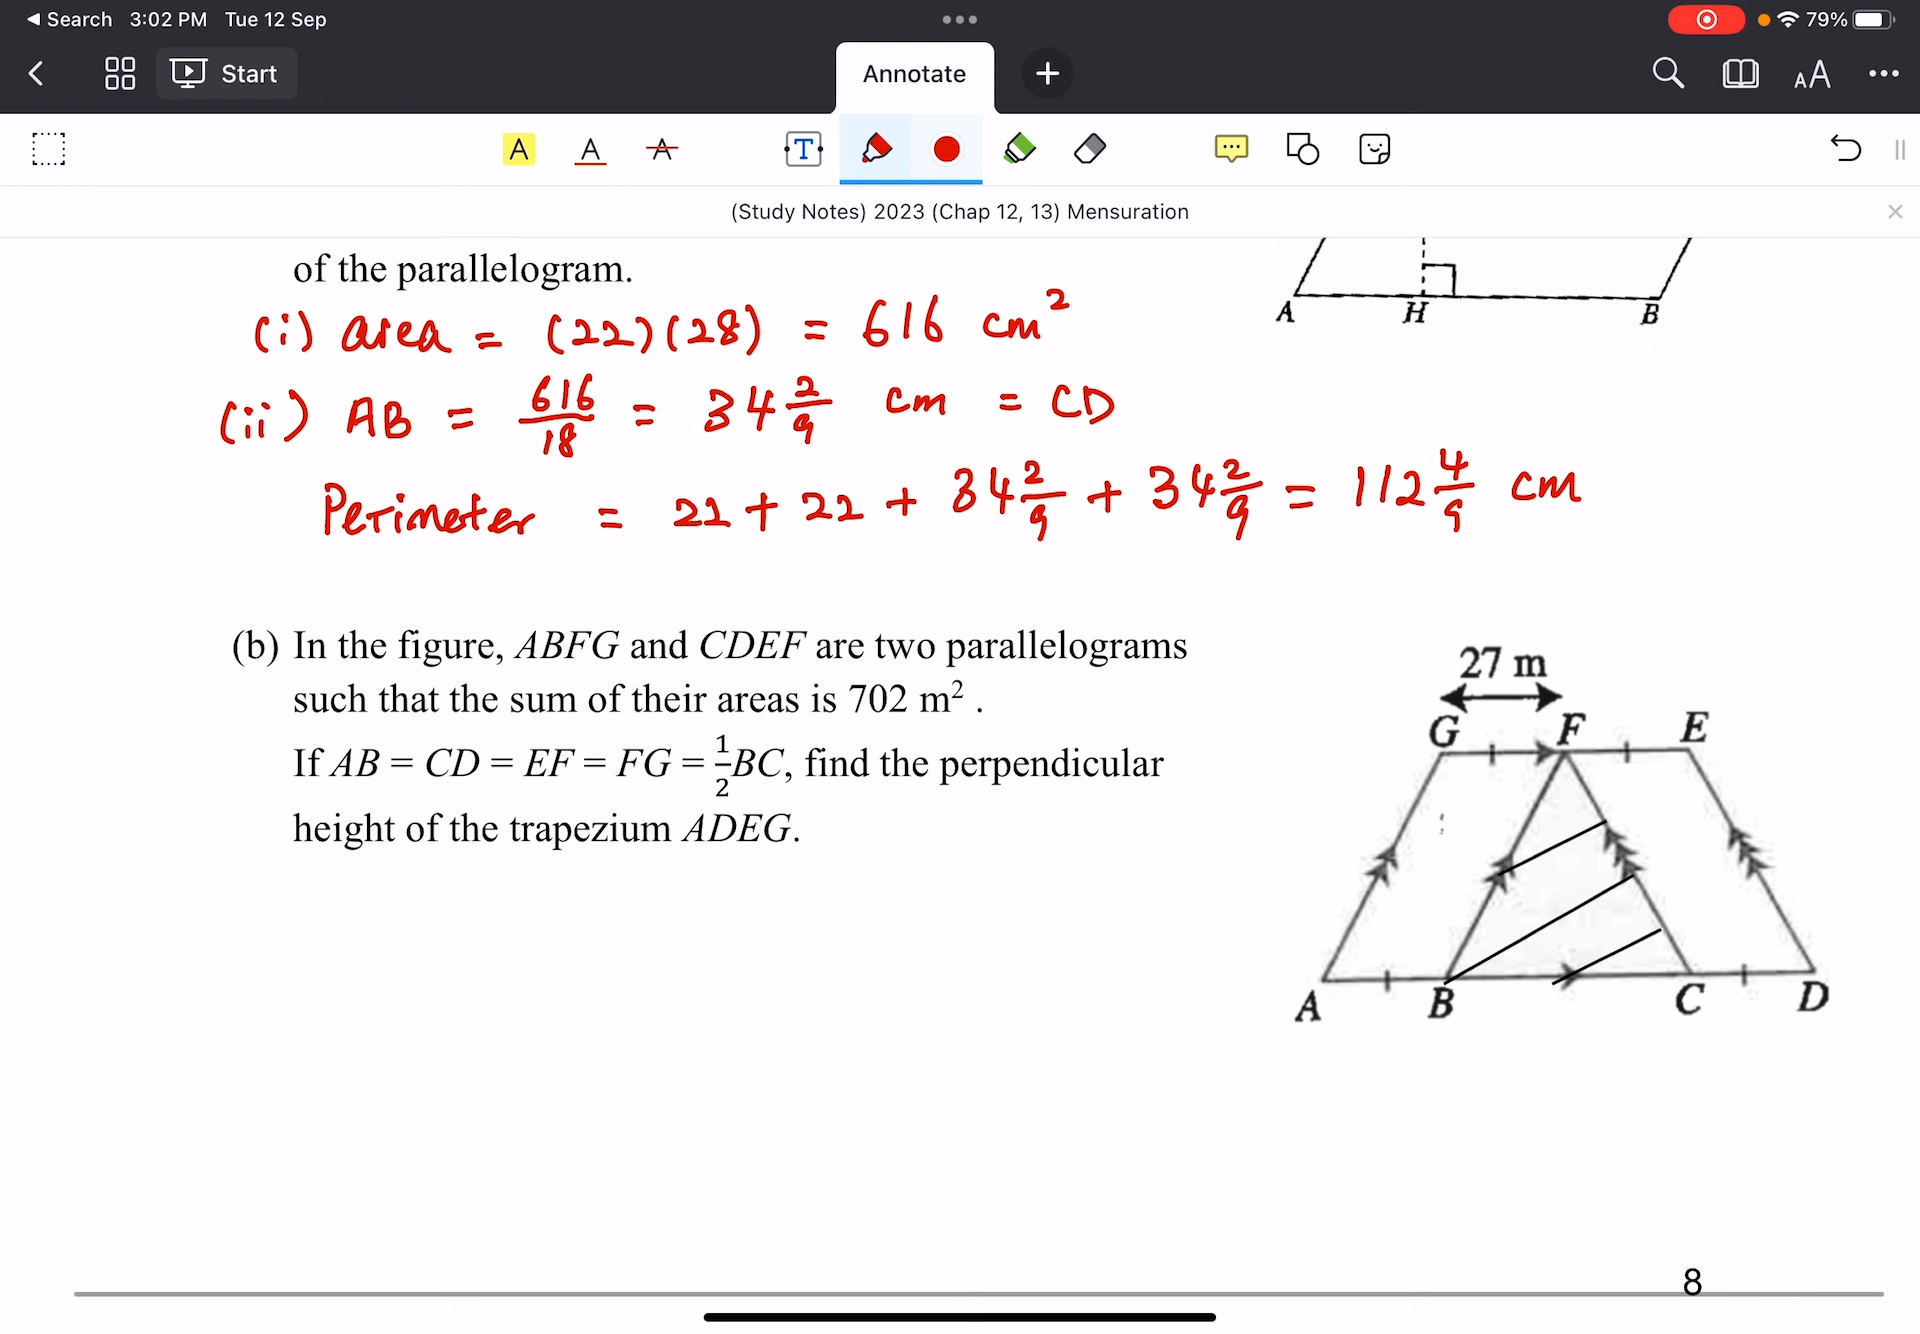 Search 3:02 PM Tue 12 Sep
79%
Start
Annotate
AA
A A A T
(Study Notes) 2023 (Chap 12, 13) Mensuration
of the parallelogram.
A H B
(i) area = (22)(28) = 616 cm²
(ii) AB = 616/18 = 34 2/9 cm = CD
Perimeter = 22 + 22 + 34 2/9 + 34 2/9 = 112 4/9 cm
(b) In the figure, ABFG and CDEF are two parallelograms
such that the sum of their areas is 702 m² .
If AB = CD = EF = FG = 1/2 BC, find the perpendicular
height of the trapezium ADEG.
27 m
G F E
A B C D
8